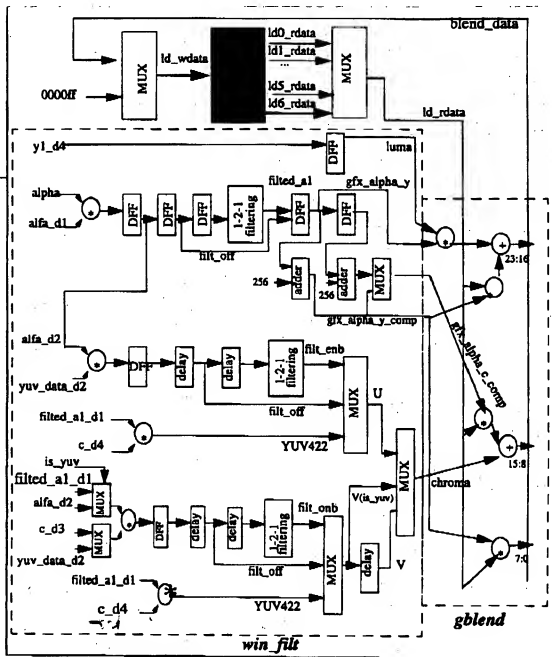 blend_data
ld_wdata
ld0_rdata
ld1_rdata
...
ld5_rdata
ld6_rdata
MUX
MUX
0000ff
ld_rdata
y1_d4
DFF
luma
alpha
alfa_d1
*
DFF
DFF
DFF
1-2-1
filtering
filtered_a1
DFF
DFF
gfx_alpha_y
*
+
23:16
filt_off
256
adder
256
adder
MUX
*
gfx_alpha_y_comp
gfx_alpha_c_comp
alfa_d2
yuv_data_d2
*
DFF
delay
delay
1-2-1
filtering
filt_enb
MUX
U
filt_off
filted_a1_d1
c_d4
*
YUV422
*
+
15:8
MUX
chroma
is_yuv
filted_a1_d1
alfa_d2
MUX
c_d3
yuv_data_d2
MUX
*
DFF
delay
delay
1-2-1
filtering
filt_onb
MUX
V(is_yuv)
delay
V
filt_off
filted_a1_d1
c_d4
*
YUV422
*
7:0
win_filt
gblend